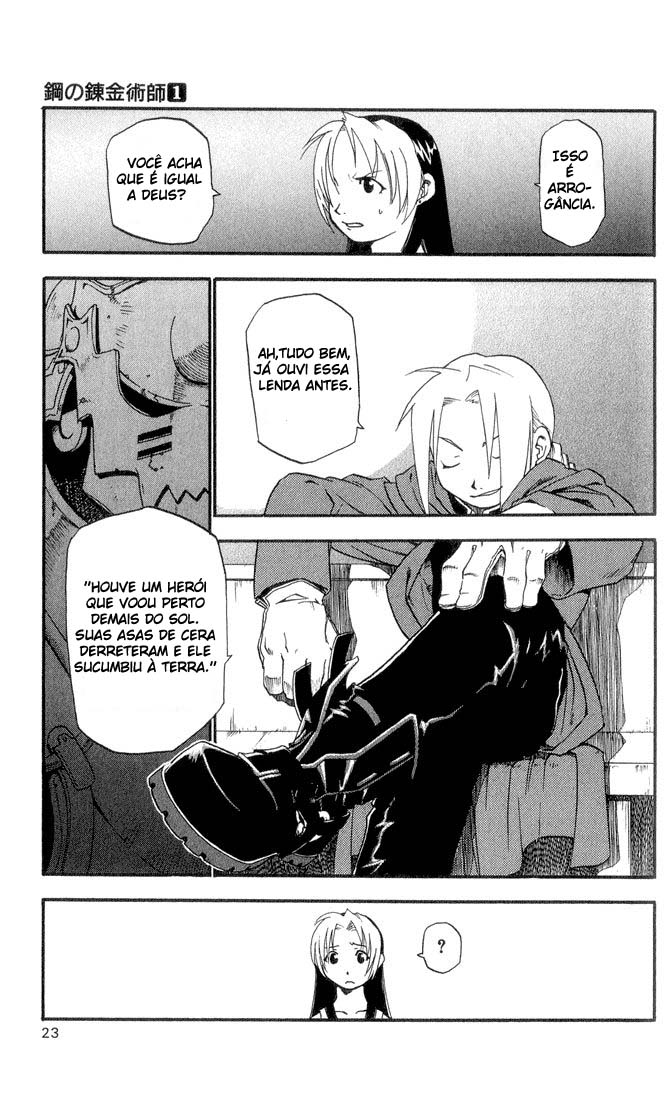 鋼の錬金術師1
ISSO
É
ARRO-
GÂNCIA.
VOCÊ ACHA
QUE É IGUAL
A DEUS?
AH,TUDO BEM,
JÁ OUVI ESSA
LENDA ANTES.
"HOUVE UM HERÓI
QUE VOOU PERTO
DEMAIS DO SOL.
SUAS ASAS DE CERA
DERRETERAM E ELE
SUCUMBIU À TERRA."
?
23